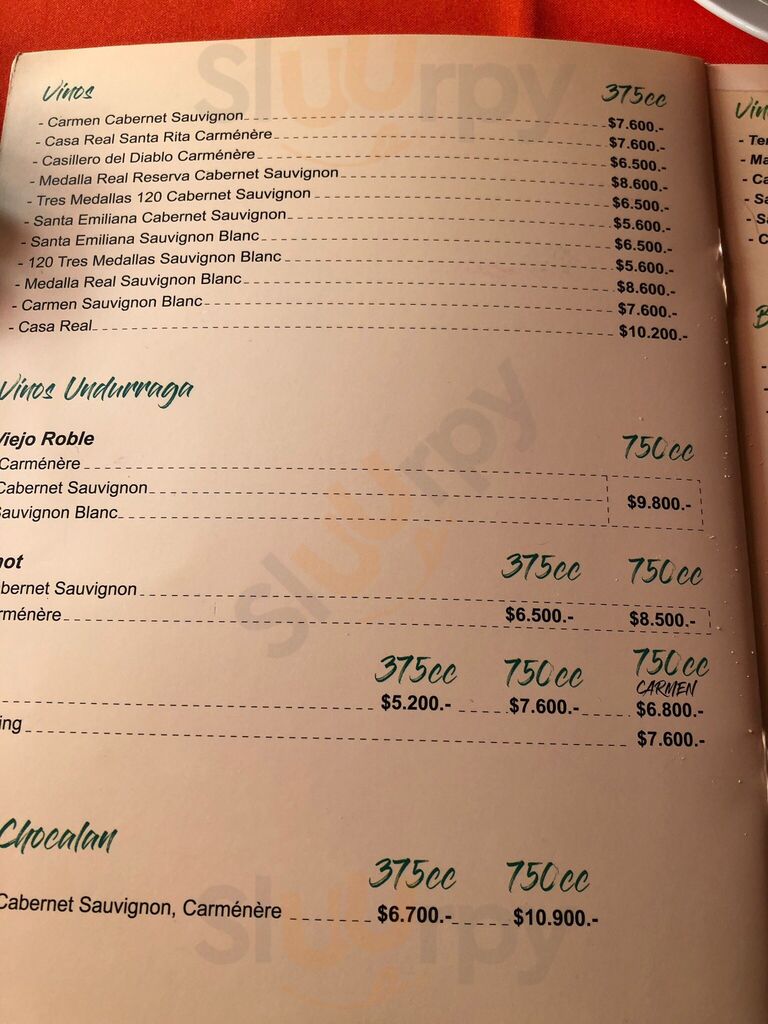 Vinos 375cc
- Carmen Cabernet Sauvignon $7.600.-
- Casa Real Santa Rita Carménère $7.600.-
- Casillero del Diablo Carménère $6.500.-
- Medalla Real Reserva Cabernet Sauvignon $8.600.-
- Tres Medallas 120 Cabernet Sauvignon $6.500.-
- Santa Emiliana Cabernet Sauvignon $5.600.-
- Santa Emiliana Sauvignon Blanc $6.500.-
- 120 Tres Medallas Sauvignon Blanc $5.600.-
- Medalla Real Sauvignon Blanc $8.600.-
- Carmen Sauvignon Blanc $7.600.-
- Casa Real $10.200.-
Vinos Undurraga
Viejo Roble 750cc
Carménère
Cabernet Sauvignon $9.800.-
Sauvignon Blanc
375cc 750cc
Sauvignon
$6.500.- $8.500.-
375cc 750cc 750cc
CARMEN
$5.200.- $7.600.- $6.800.-
$7.600.-
Chocalan
375cc 750cc
Cabernet Sauvignon, Carménère $6.700.- $10.900.-
Sluurpy
Sluurpy
Sluurpy